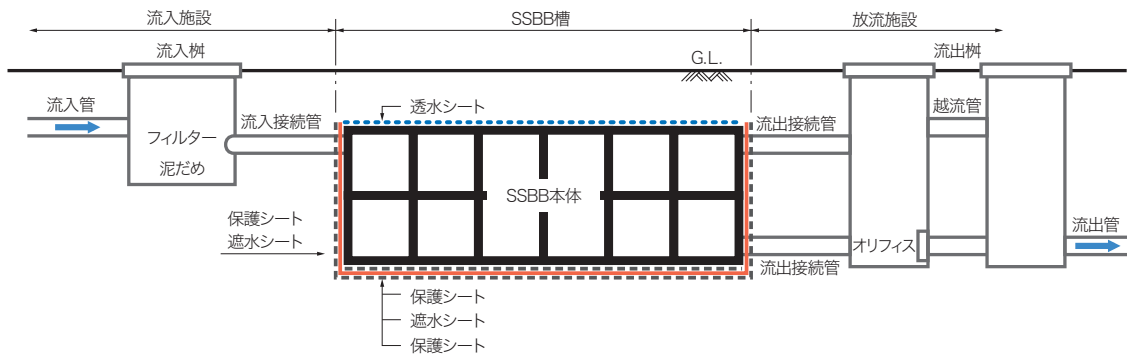 流入施設
SSBB槽
放流施設
流入桝
G.L.
流出桝
流入管
透水シート
流入接続管
流出接続管
越流管
フィルター
泥だめ
SSBB本体
保護シート
遮水シート
オリフィス
流出管
流出接続管
保護シート
遮水シート
保護シート